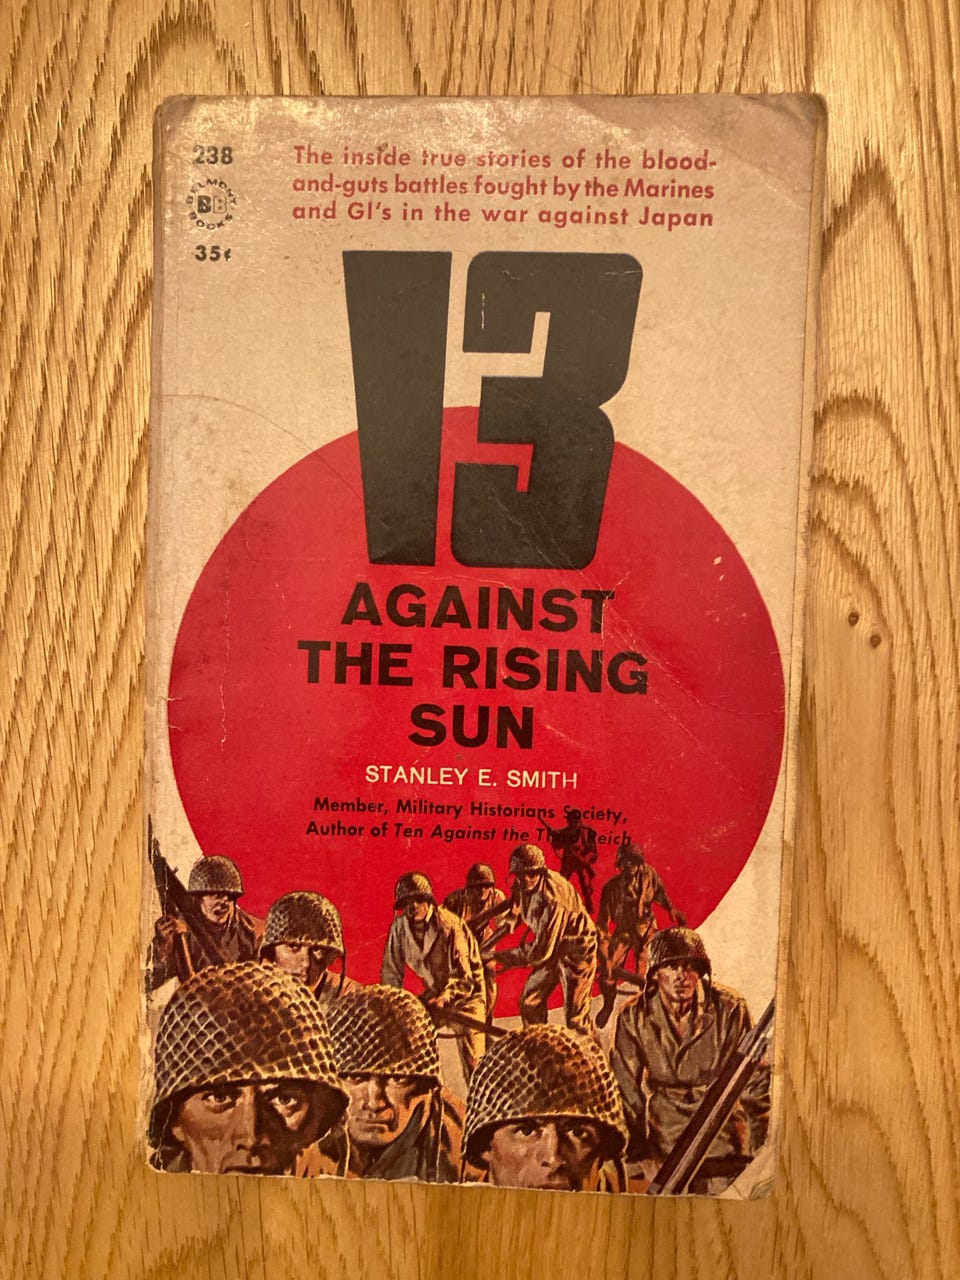 238
BELMONT
BB
BOOKS
35¢
The inside true stories of the blood-
and-guts battles fought by the Marines
and GI's in the war against Japan
13
AGAINST
THE RISING
SUN
STANLEY E. SMITH
Member, Military Historians Society,
Author of Ten Against the Third Reich